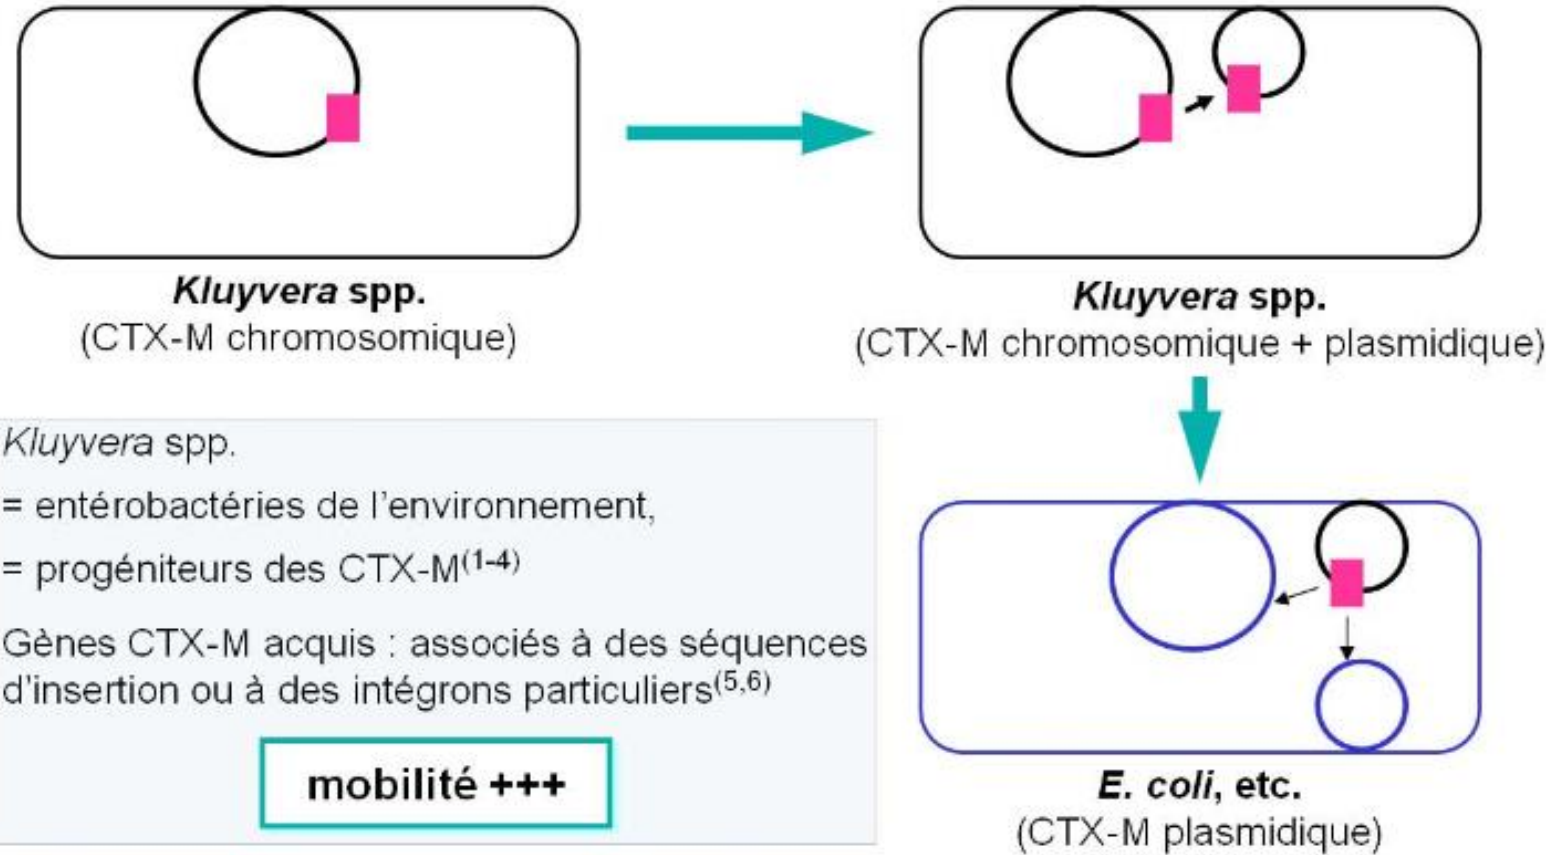 Kluyvera spp.
(CTX-M chromosomique)
Kluyvera spp.
(CTX-M chromosomique + plasmidique)
Kluyvera spp.
= entérobactéries de l'environnement,
= progéniteurs des CTX-M(1-4)
Gènes CTX-M acquis : associés à des séquences
d'insertion ou à des intégrons particuliers(5,6)
mobilité +++
E. coli, etc.
(CTX-M plasmidique)